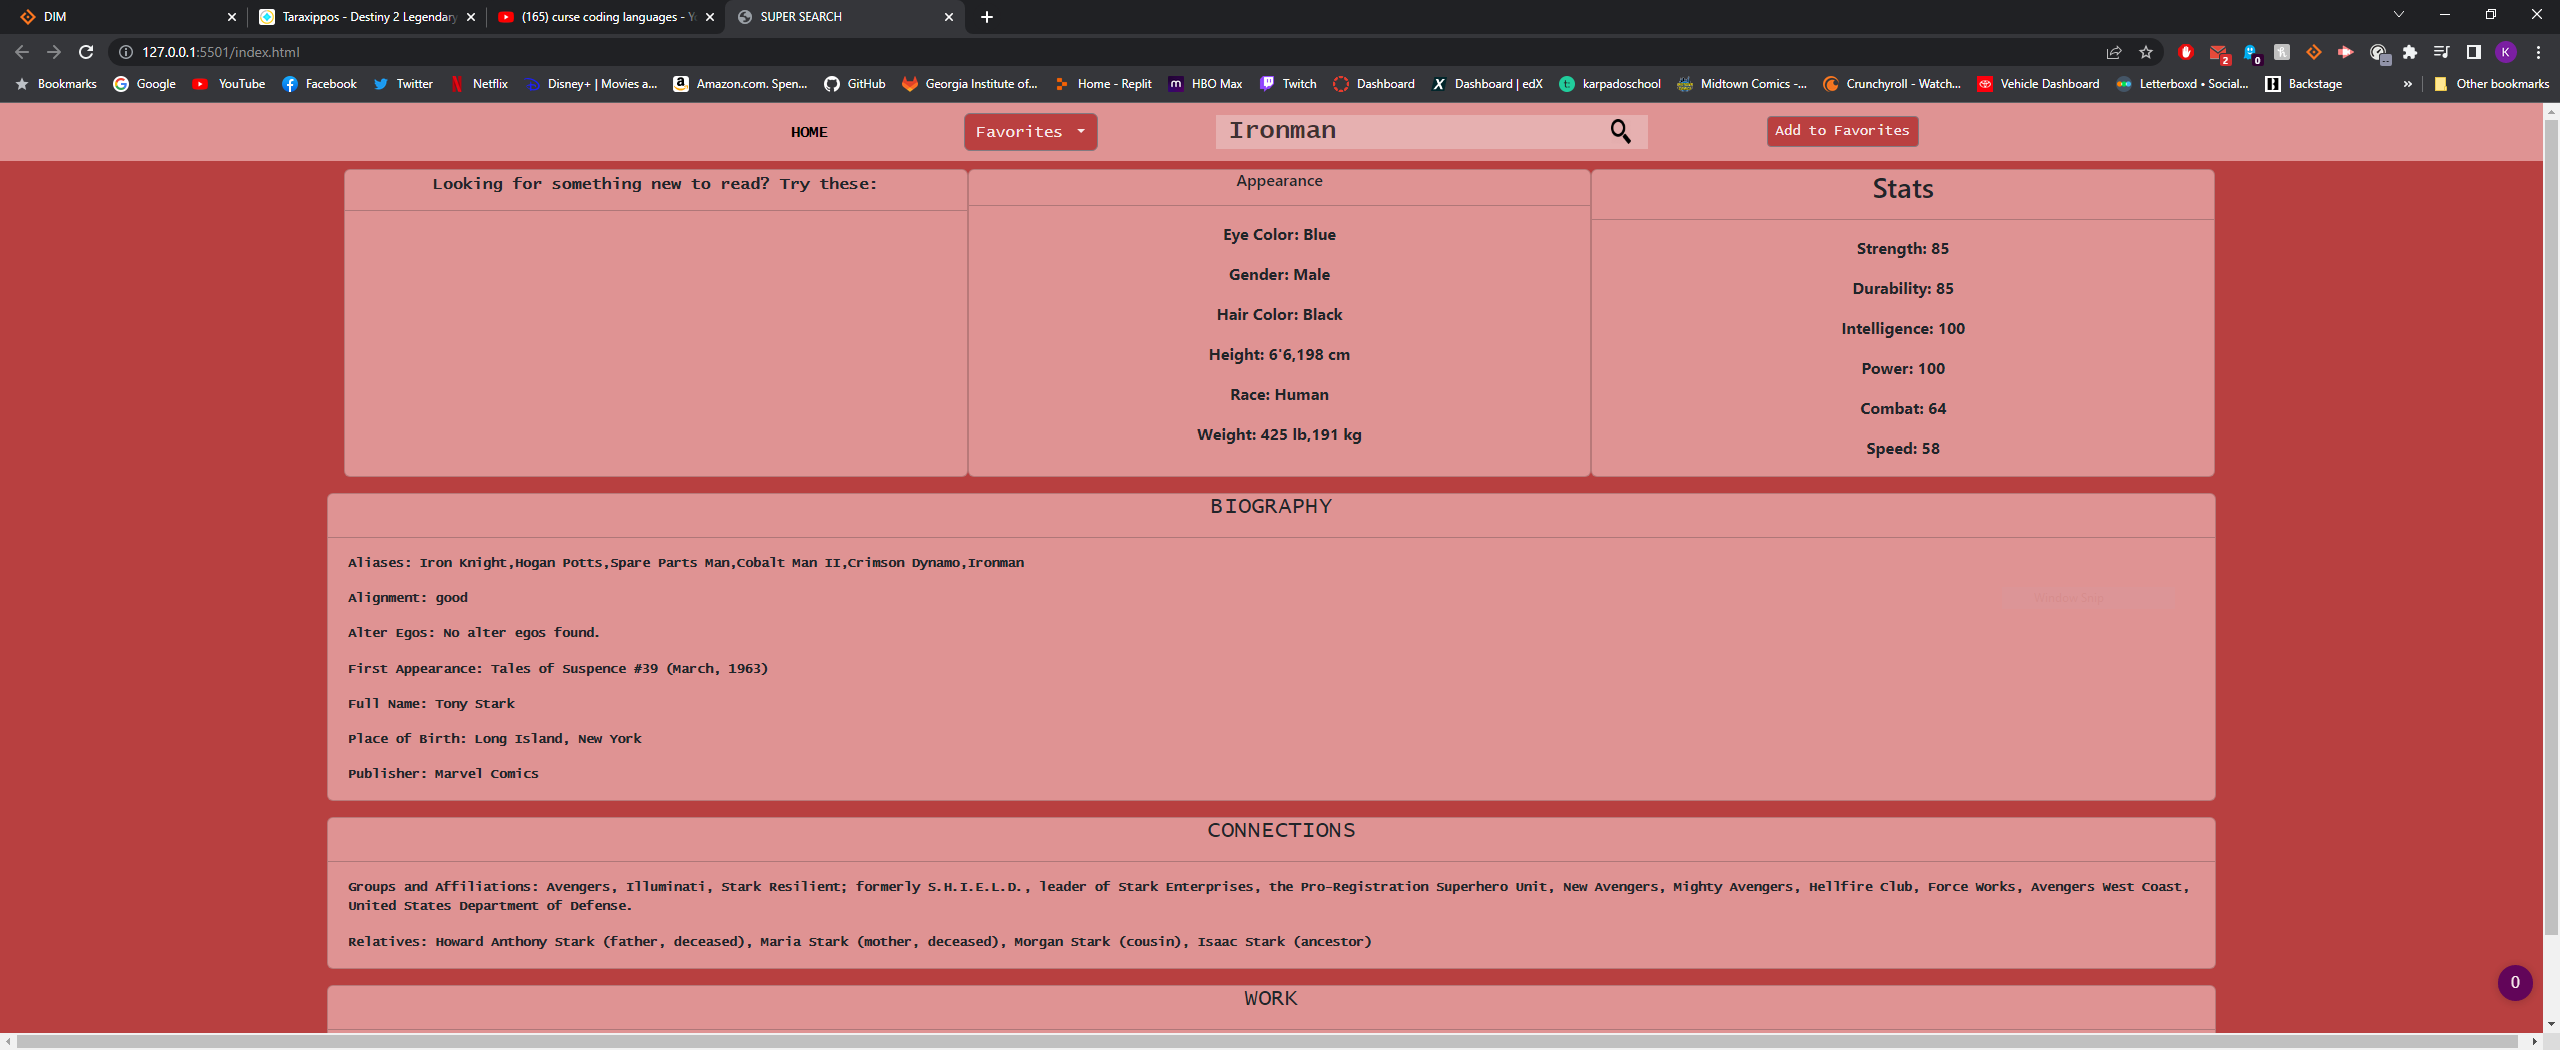 DIM
Taraxippos - Destiny 2 Legendary
(165) curse coding languages - Y
SUPER SEARCH
127.0.0.1:5501/index.html
2
0
K
Bookmarks
Google
YouTube
Facebook
Twitter
Netflix
Disney+ | Movies a...
Amazon.com. Spen...
GitHub
Georgia Institute of...
Home - Replit
HBO Max
Twitch
Dashboard
Dashboard | edX
karpadoschool
Midtown Comics -...
Crunchyroll - Watch...
Vehicle Dashboard
Letterboxd • Social...
Backstage
»
Other bookmarks
HOME
Favorites
Ironman
Add to Favorites
Looking for something new to read? Try these:
Appearance
Eye Color: Blue
Gender: Male
Hair Color: Black
Height: 6'6,198 cm
Race: Human
Weight: 425 lb,191 kg
Stats
Strength: 85
Durability: 85
Intelligence: 100
Power: 100
Combat: 64
Speed: 58
BIOGRAPHY
Aliases: Iron Knight,Hogan Potts,Spare Parts Man,Cobalt Man II,Crimson Dynamo,Ironman
Alignment: good
Alter Egos: No alter egos found.
First Appearance: Tales of Suspence #39 (March, 1963)
Full Name: Tony Stark
Place of Birth: Long Island, New York
Publisher: Marvel Comics
CONNECTIONS
Groups and Affiliations: Avengers, Illuminati, Stark Resilient; formerly S.H.I.E.L.D., leader of Stark Enterprises, the Pro-Registration Superhero Unit, New Avengers, Mighty Avengers, Hellfire Club, Force Works, Avengers West Coast,
United States Department of Defense.
Relatives: Howard Anthony Stark (father, deceased), Maria Stark (mother, deceased), Morgan Stark (cousin), Isaac Stark (ancestor)
0
WORK